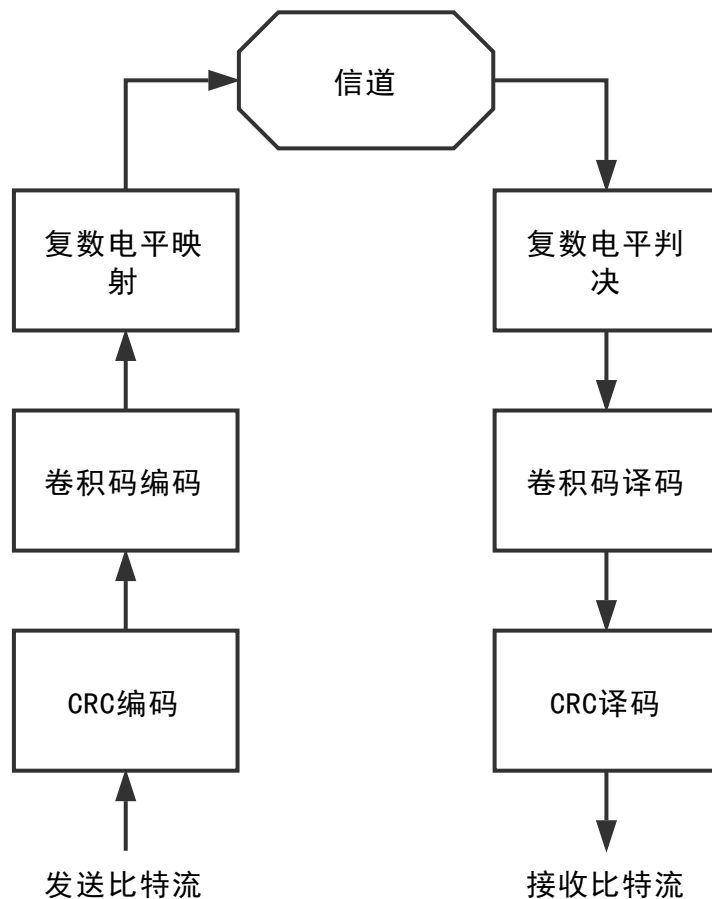 信道
复数电平映
射
复数电平判
决
卷积码编码
卷积码译码
CRC编码
CRC译码
发送比特流
接收比特流